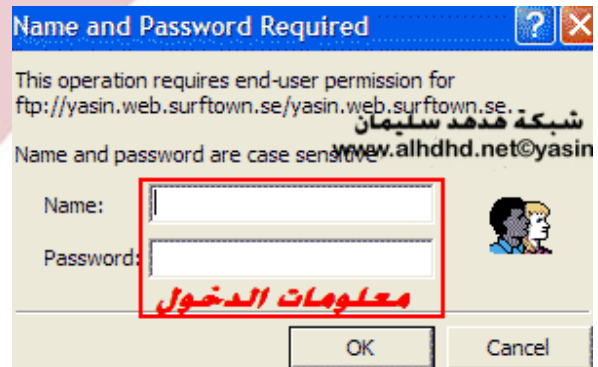 Name and Password Required
This operation requires end-user permission for
ftp://yasin.web.surftown.se/yasin.web.surftown.se.
شبكة هدهد سليمان
www.alhdhd.net©yasin
Name and password are case sensitive
Name:
Password:
معلومات الدخول
OK
Cancel